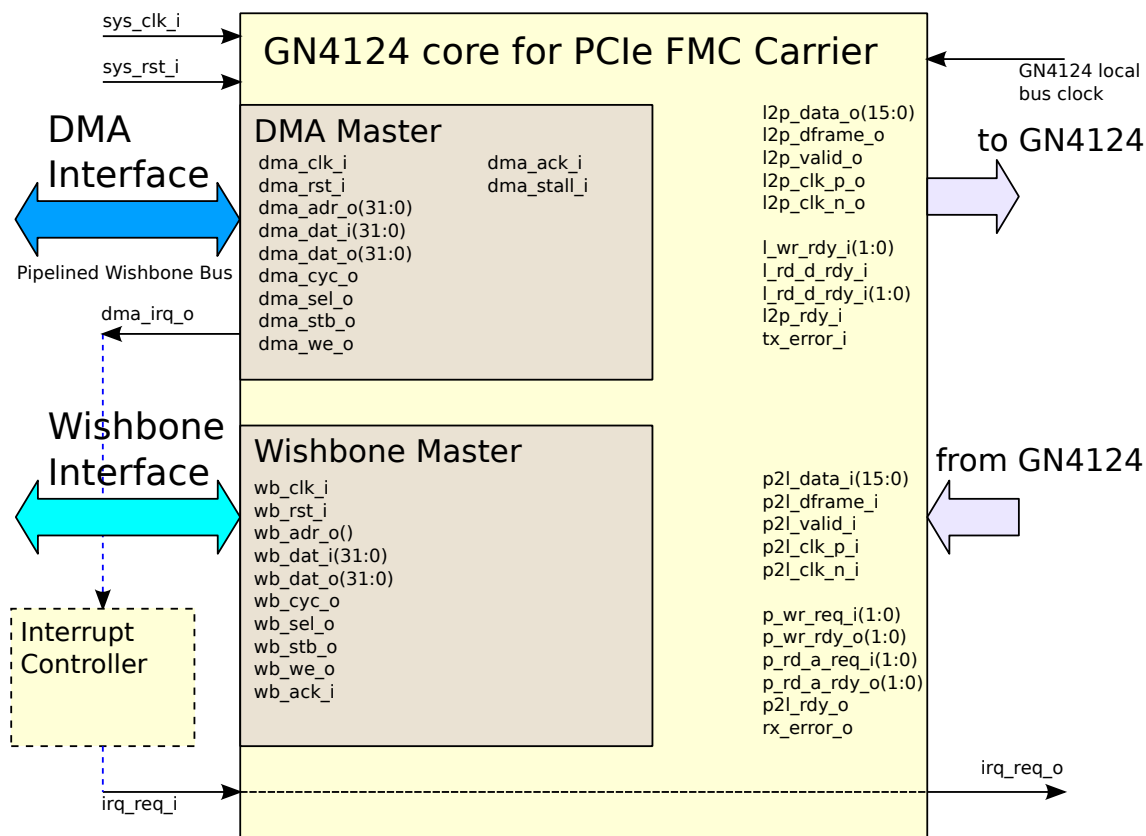 sys_clk_i
sys_rst_i
GN4124 core for PCIe FMC Carrier
GN4124 local
bus clock
DMA
Interface
Pipelined Wishbone Bus
dma_irq_o
DMA Master
dma_clk_i
dma_rst_i
dma_adr_o(31:0)
dma_dat_i(31:0)
dma_dat_o(31:0)
dma_cyc_o
dma_sel_o
dma_stb_o
dma_we_o
dma_ack_i
dma_stall_i
l2p_data_o(15:0)
l2p_dframe_o
l2p_valid_o
l2p_clk_p_o
l2p_clk_n_o
l_wr_rdy_i(1:0)
l_rd_d_rdy_i
l_rd_d_rdy_i(1:0)
l2p_rdy_i
tx_error_i
to GN4124
Wishbone
Interface
Wishbone Master
wb_clk_i
wb_rst_i
wb_adr_o()
wb_dat_i(31:0)
wb_dat_o(31:0)
wb_cyc_o
wb_sel_o
wb_stb_o
wb_we_o
wb_ack_i
from GN4124
p2l_data_i(15:0)
p2l_dframe_i
p2l_valid_i
p2l_clk_p_i
p2l_clk_n_i
p_wr_req_i(1:0)
p_wr_rdy_o(1:0)
p_rd_a_req_i(1:0)
p_rd_a_rdy_o(1:0)
p2l_rdy_o
rx_error_o
Interrupt
Controller
irq_req_i
irq_req_o